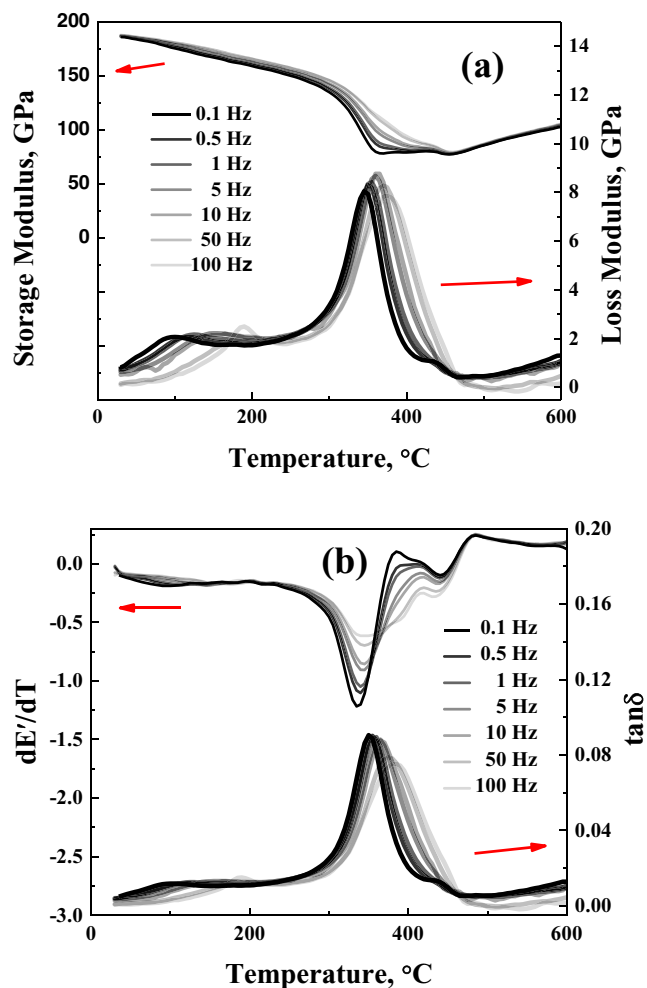 (a)
Storage Modulus, GPa
200
150
100
50
0
0.1 Hz
0.5 Hz
1 Hz
5 Hz
10 Hz
50 Hz
100 Hz
14
12
10
8
6
4
2
0
Loss Modulus, GPa
0 200 400 600
Temperature, °C
(b)
dE'/dT
0.0
-0.5
-1.0
-1.5
-2.0
-2.5
-3.0
0.1 Hz
0.5 Hz
1 Hz
5 Hz
10 Hz
50 Hz
100 Hz
0.20
0.16
0.12
0.08
0.04
0.00
tanδ
0 200 400 600
Temperature, °C